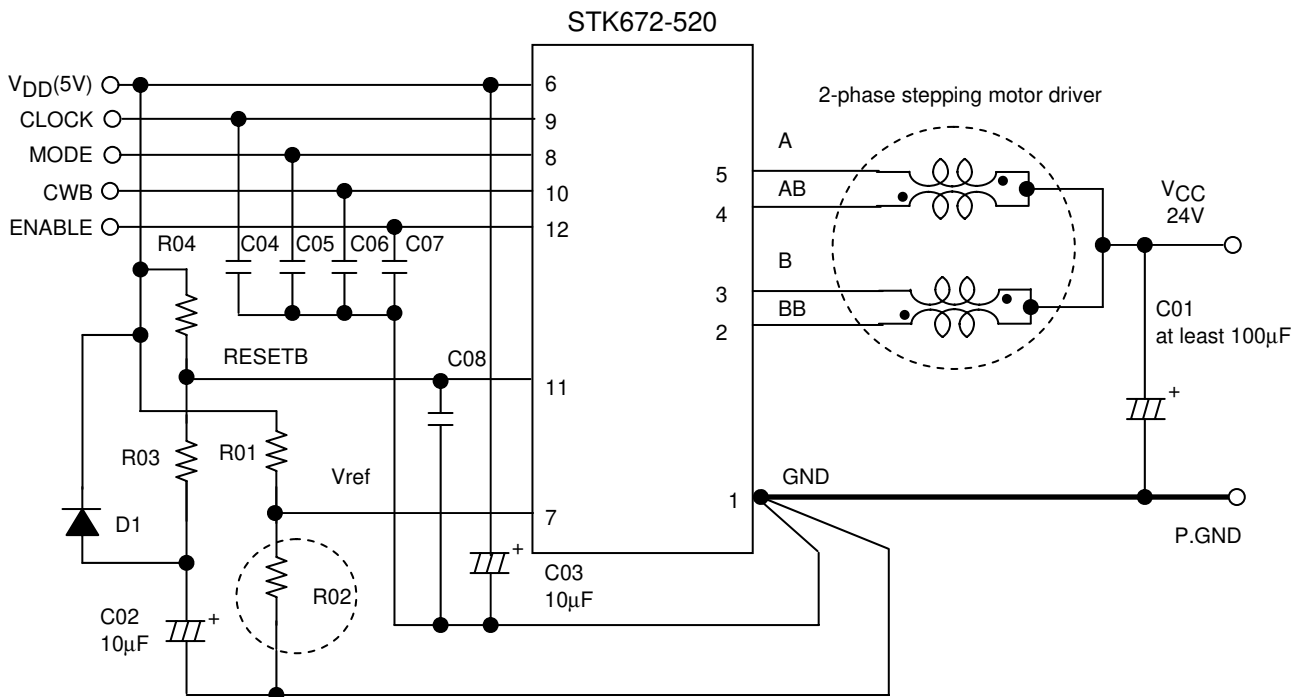 STK672-520
VDD(5V)
CLOCK
MODE
CWB
ENABLE
6
9
8
10
12
11
7
5
4
3
2
1
2-phase stepping motor driver
A
AB
B
BB
VCC
24V
R04
C04
C05
C06
C07
C01
at least 100μF
+
RESETB
C08
R03
R01
Vref
GND
D1
P.GND
C02
10μF
+
R02
C03
10μF
+